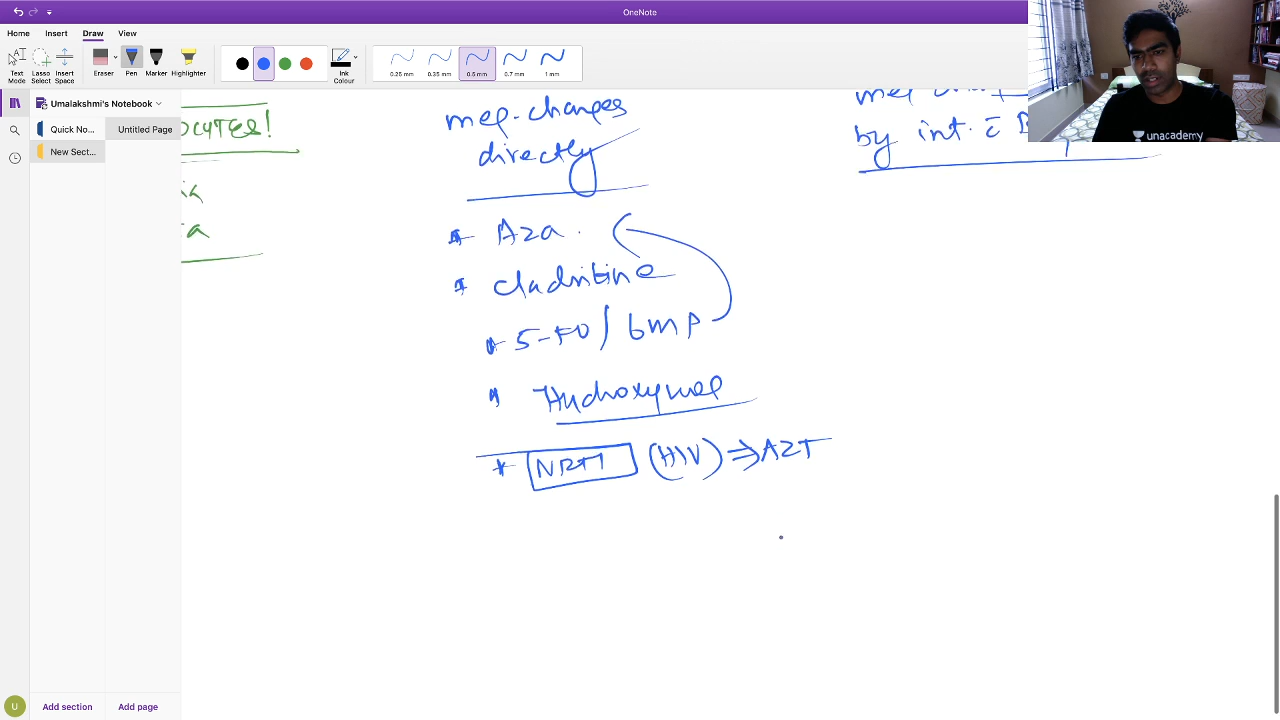 OneNote
Home Insert Draw View
Text Mode
Lasso Select
Insert Space
Eraser
Pen
Marker
Highlighter
Ink Colour
0.25 mm
0.35 mm
0.5 mm
0.7 mm
1 mm
Umalakshmi's Notebook
Quick No...
Untitled Page
New Sect...
unacademy
meg. changes
directly
by int. c̄
* Aza.
* cladribine
* 5-FU / 6mp
* Hydroxyurea
* NRTI (HIV) ⇒ AZT
U
Add section
Add page